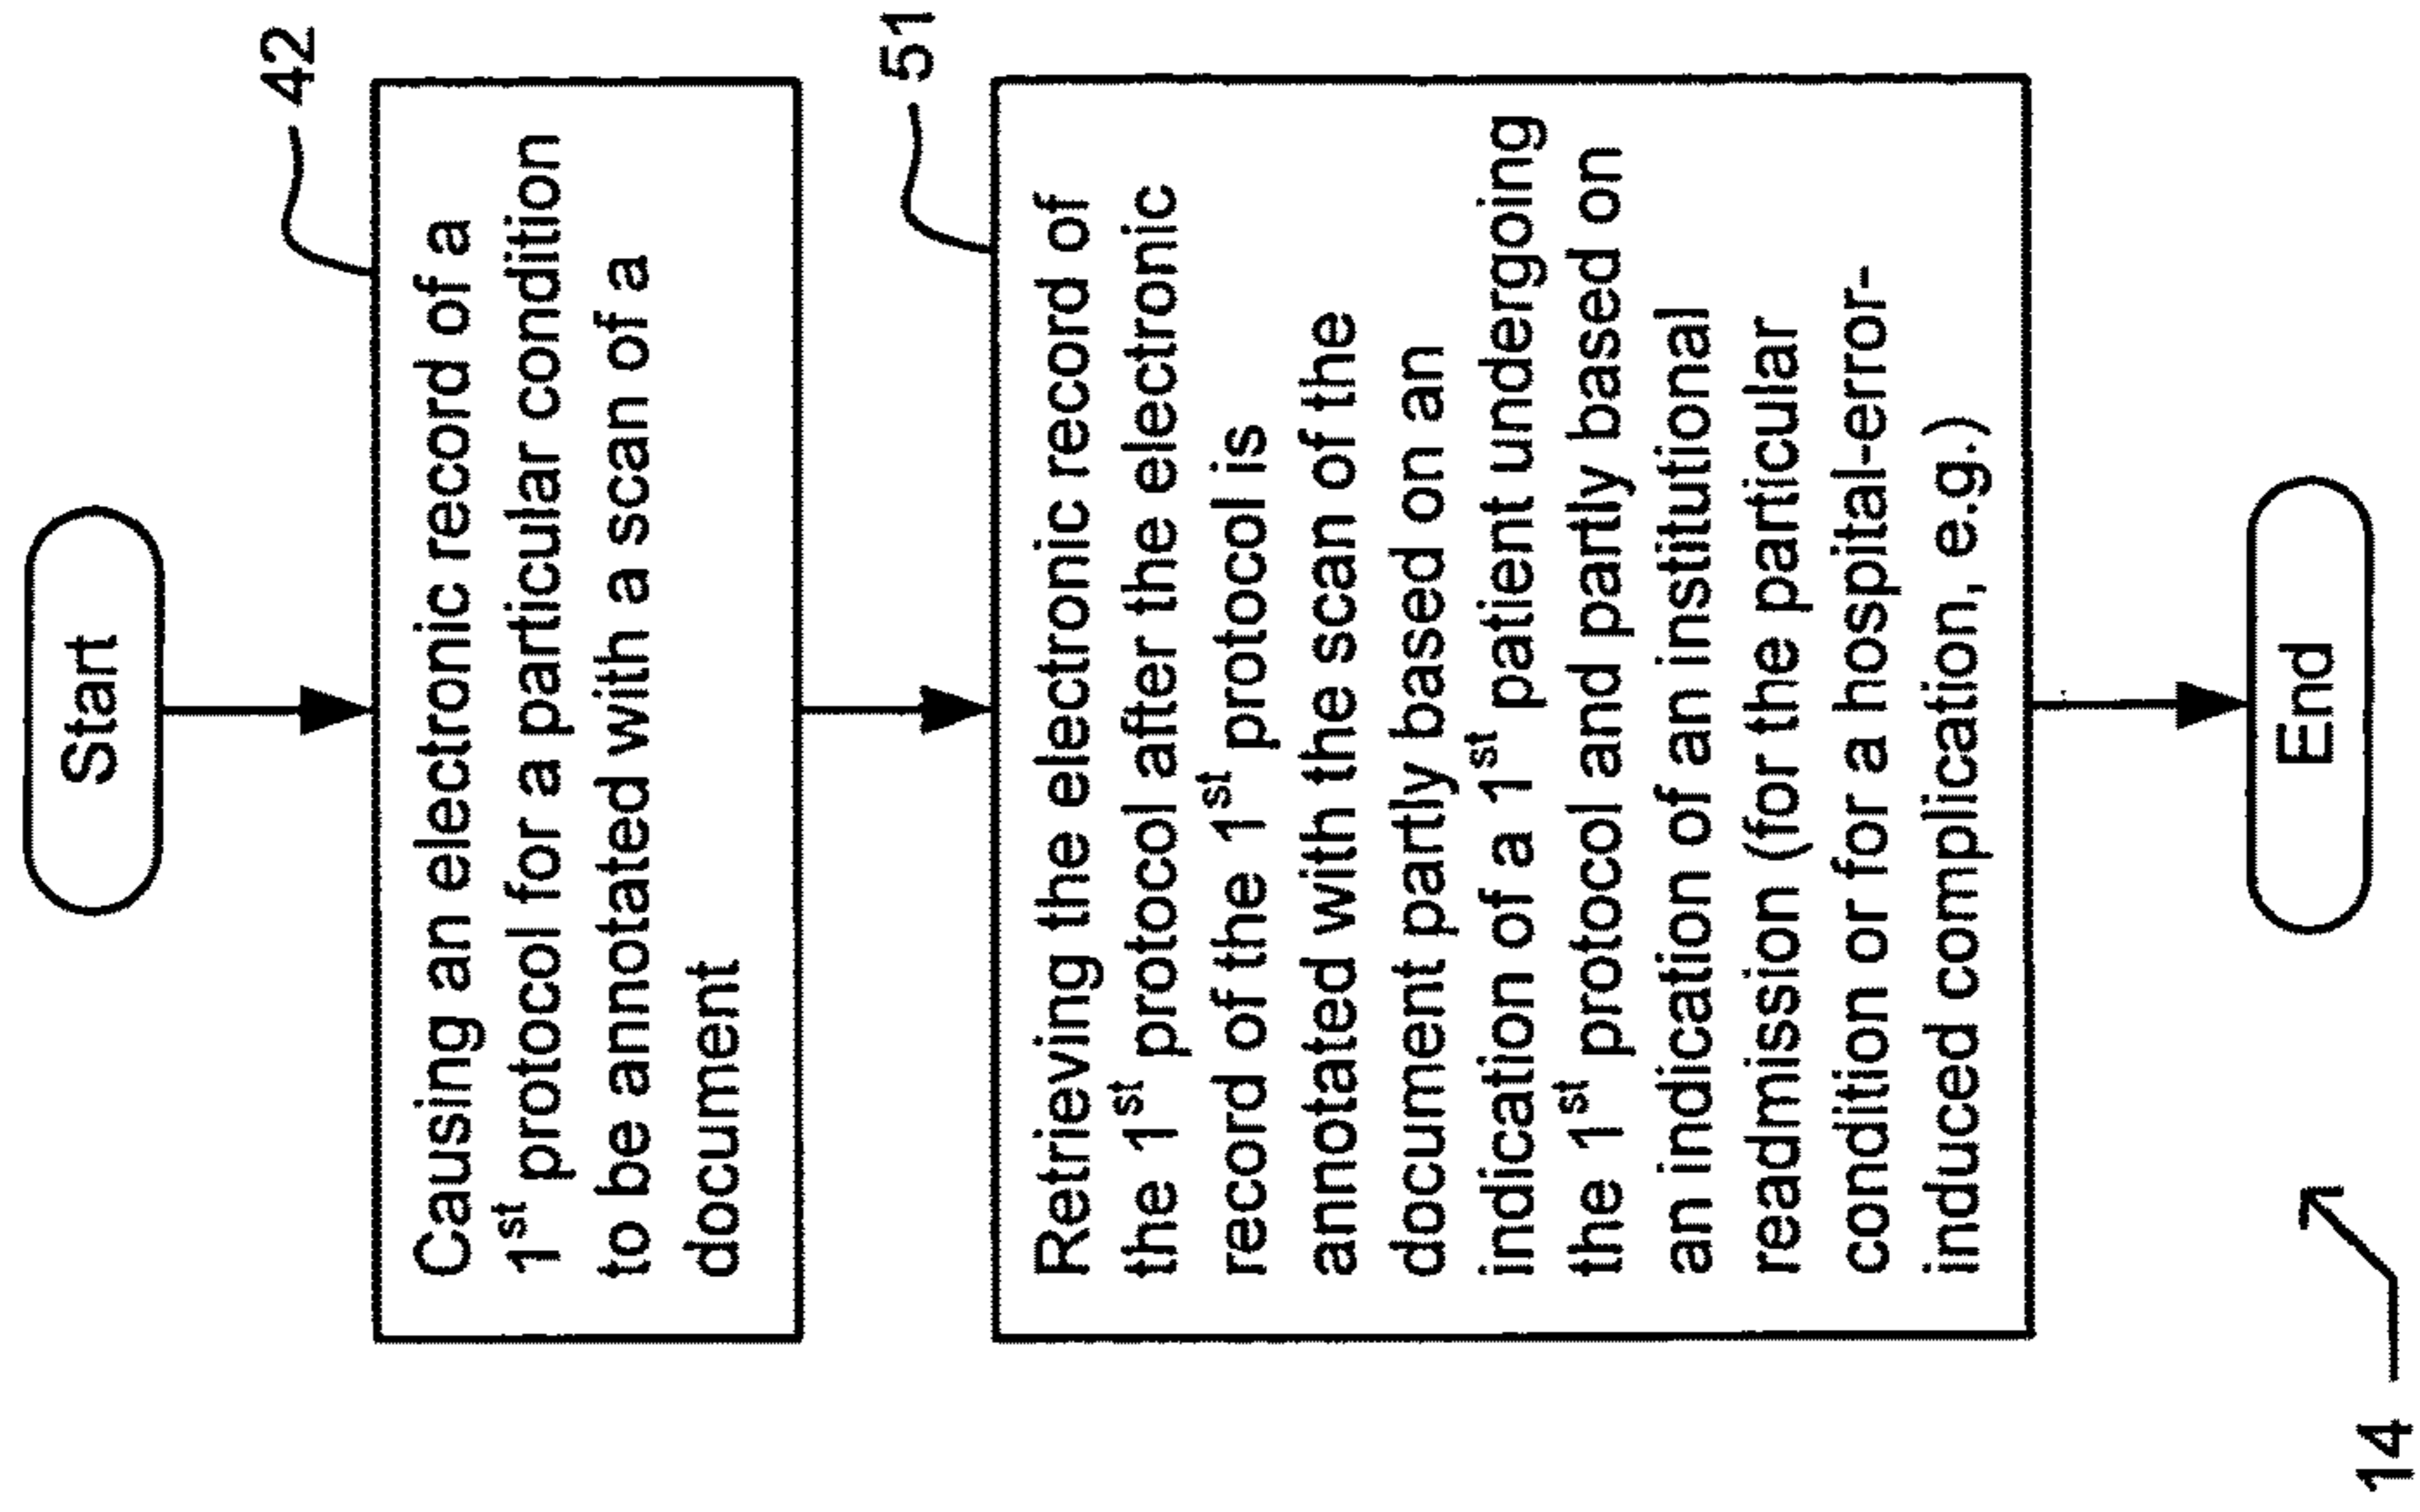 Start
42
Causing an electronic record of a
1st protocol for a particular condition
to be annotated with a scan of a
document
51
Retrieving the electronic record of
the 1st protocol after the electronic
record of the 1st protocol is
annotated with the scan of the
document partly based on an
indication of a 1st patient undergoing
the 1st protocol and partly based on
an indication of an institutional
readmission (for the particular
condition or for a hospital-error-
induced complication, e.g.)
End
14